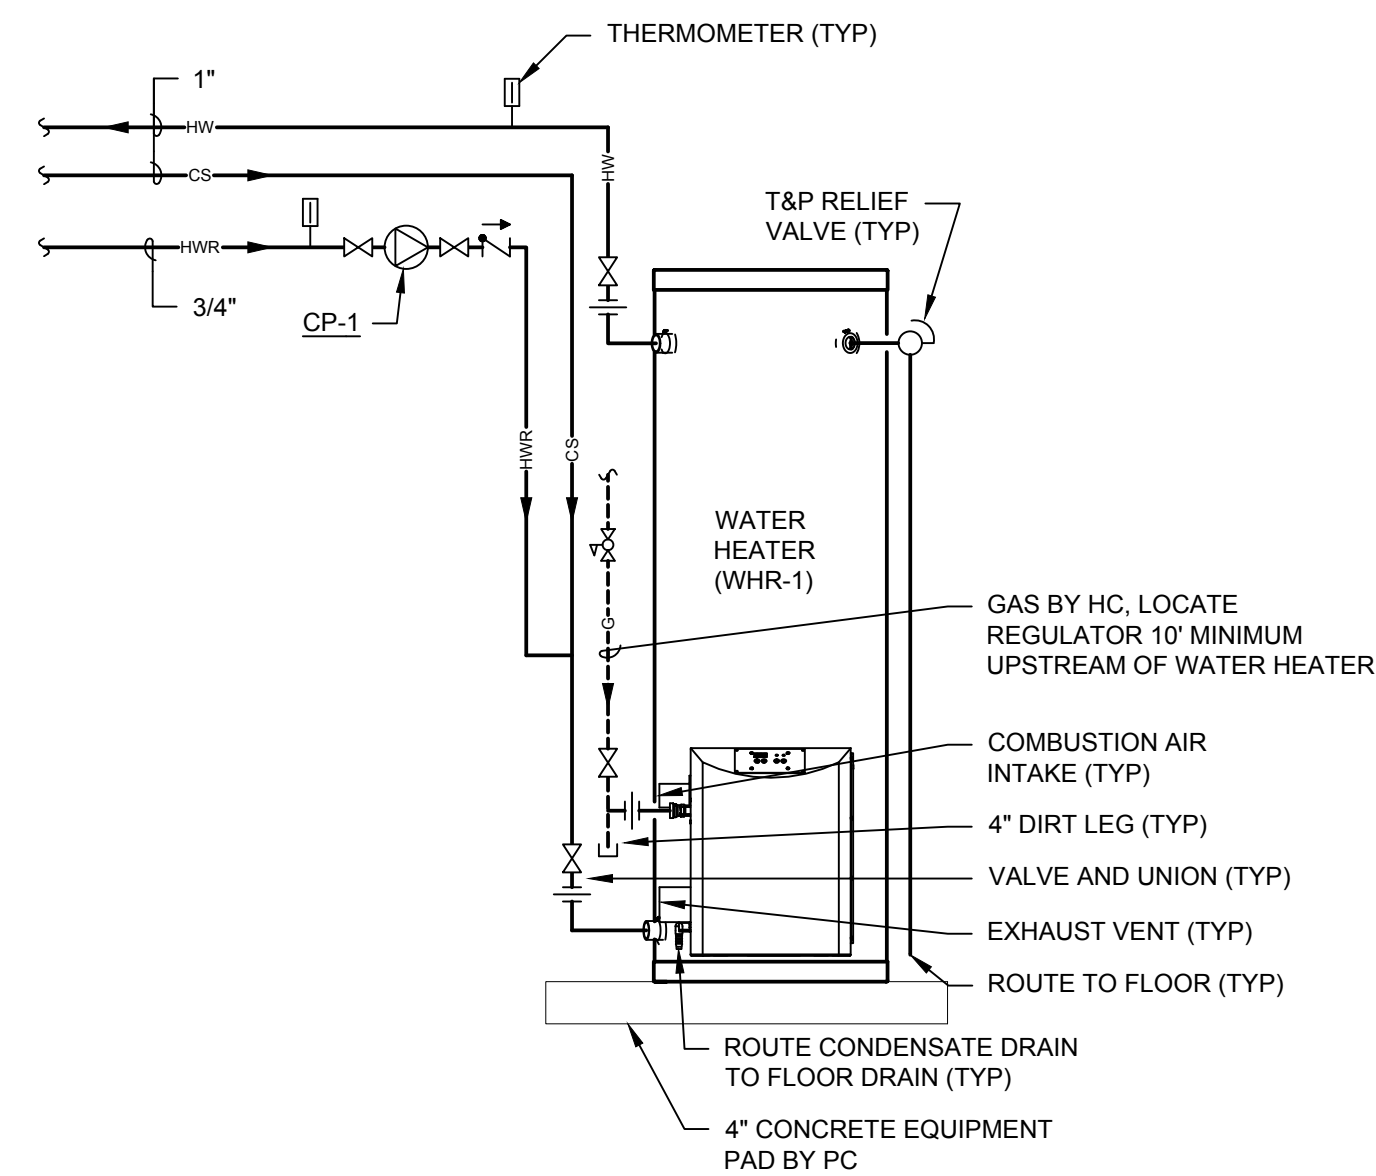 THERMOMETER (TYP)
1"
HW
HW
CS
T&P RELIEF
VALVE (TYP)
HWR
3/4"
CP-1
HWR
CS
WATER
HEATER
(WHR-1)
G
GAS BY HC, LOCATE
REGULATOR 10' MINIMUM
UPSTREAM OF WATER HEATER
COMBUSTION AIR
INTAKE (TYP)
4" DIRT LEG (TYP)
VALVE AND UNION (TYP)
EXHAUST VENT (TYP)
ROUTE TO FLOOR (TYP)
ROUTE CONDENSATE DRAIN
TO FLOOR DRAIN (TYP)
4" CONCRETE EQUIPMENT
PAD BY PC